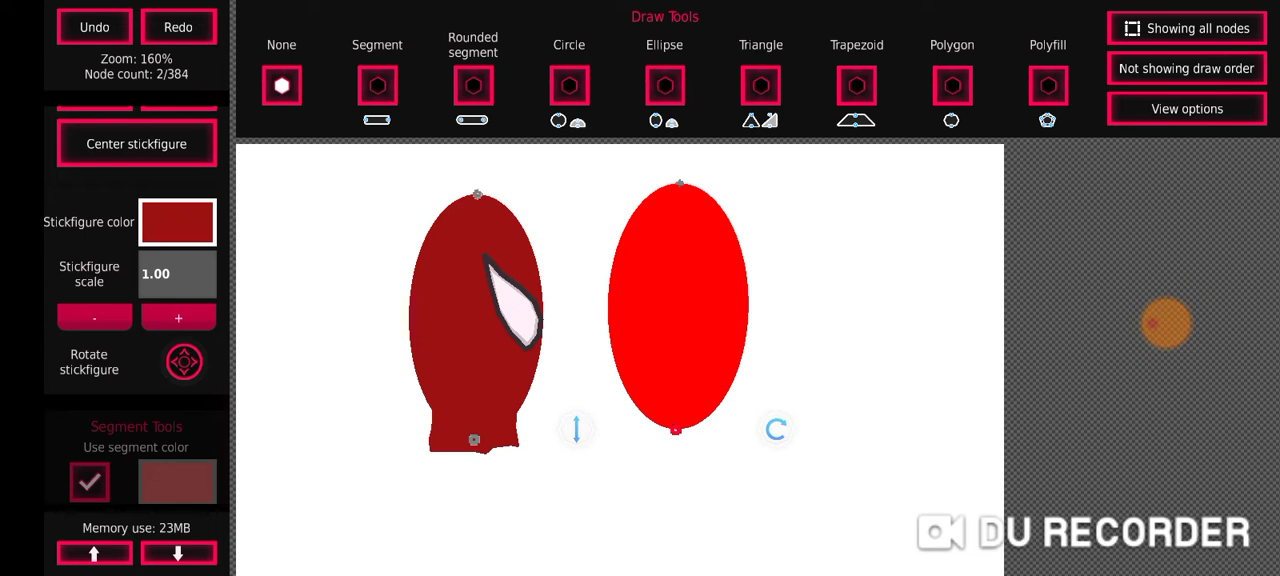 Undo
Redo
Zoom: 160%
Node count: 2/384
Center stickfigure
Stickfigure color
Stickfigure
scale
1.00
-
+
Rotate
stickfigure
Segment Tools
Use segment color
Memory use: 23MB
Draw Tools
None
Segment
Rounded
segment
Circle
Ellipse
Triangle
Trapezoid
Polygon
Polyfill
Showing all nodes
Not showing draw order
View options
DU RECORDER